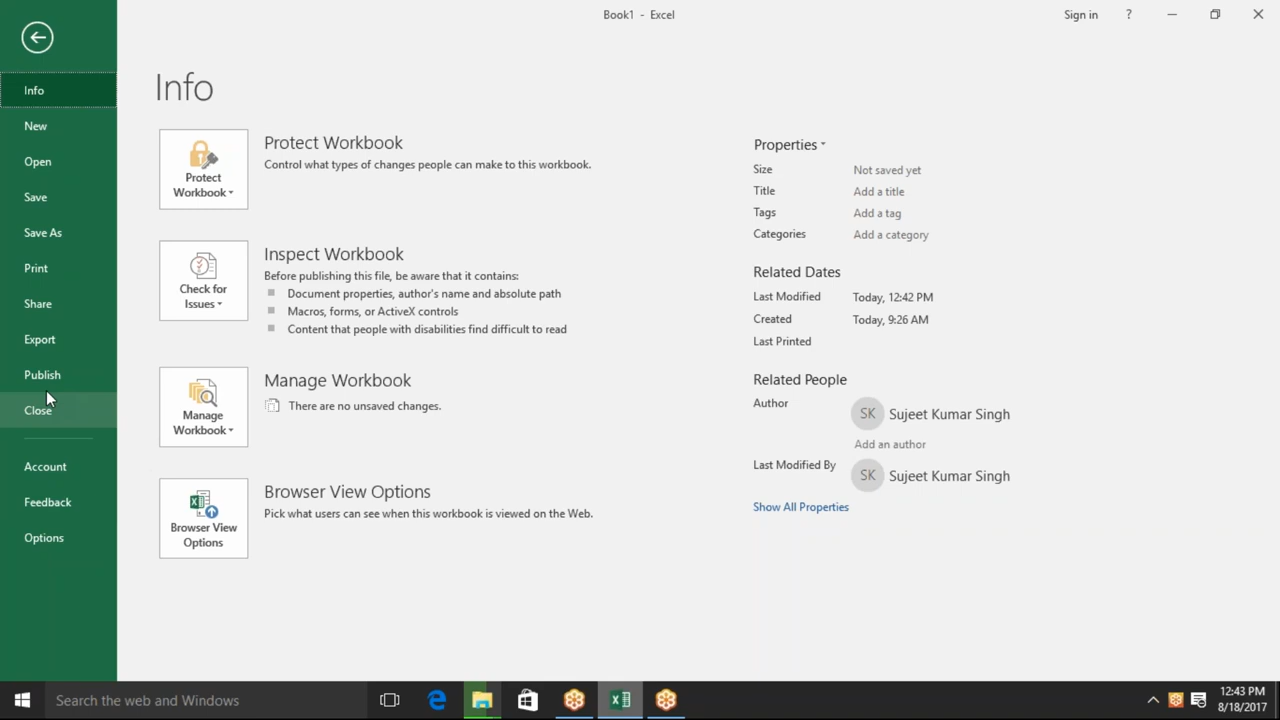 Book1 - Excel
Sign in
?
Info
New
Open
Save
Save As
Print
Share
Export
Publish
Close
Account
Feedback
Options
Info
Protect Workbook
Protect Workbook
Control what types of changes people can make to this workbook.
Check for Issues
Inspect Workbook
Before publishing this file, be aware that it contains:
Document properties, author's name and absolute path
Macros, forms, or ActiveX controls
Content that people with disabilities find difficult to read
Manage Workbook
Manage Workbook
There are no unsaved changes.
Browser View Options
Browser View Options
Pick what users can see when this workbook is viewed on the Web.
Properties
Size Not saved yet
Title Add a title
Tags Add a tag
Categories Add a category
Related Dates
Last Modified Today, 12:42 PM
Created Today, 9:26 AM
Last Printed
Related People
Author SK Sujeet Kumar Singh
Add an author
Last Modified By SK Sujeet Kumar Singh
Show All Properties
Search the web and Windows
12:43 PM
8/18/2017